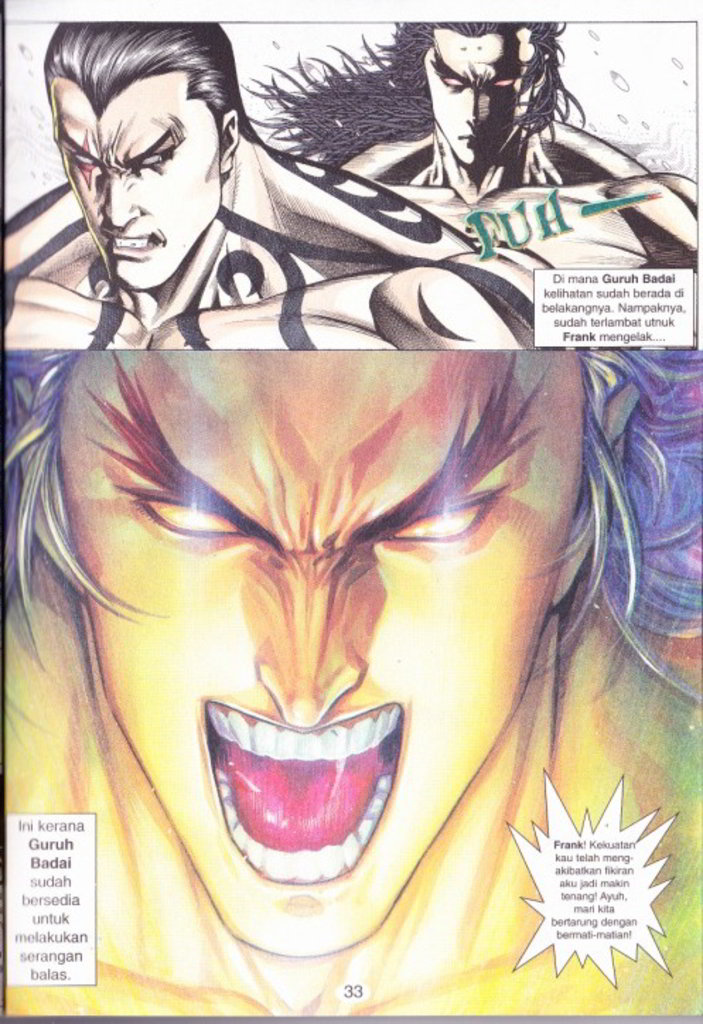 FUH
Di mana Guruh Badai
kelihatan sudah berada di
belakangnya. Nampaknya,
sudah terlambat utnuk
Frank mengelak....
Ini kerana
Guruh
Badai
sudah
bersedia
untuk
melakukan
serangan
balas.
Frank! Kekuatan
kau telah meng-
akibatkan fikiran
aku jadi makin
tenang! Ayuh,
mari kita
bertarung dengan
bermati-matian!
33